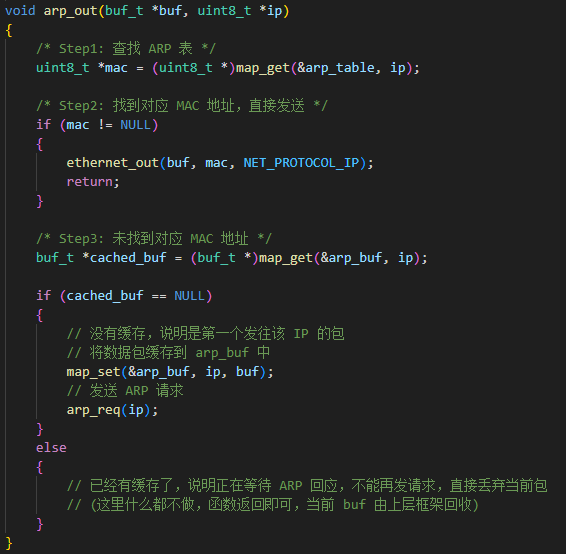 void arp_out(buf_t *buf, uint8_t *ip)
{
    /* Step1: 查找 ARP 表 */
    uint8_t *mac = (uint8_t *)map_get(&arp_table, ip);

    /* Step2: 找到对应 MAC 地址，直接发送 */
    if (mac != NULL)
    {
        ethernet_out(buf, mac, NET_PROTOCOL_IP);
        return;
    }

    /* Step3: 未找到对应 MAC 地址 */
    buf_t *cached_buf = (buf_t *)map_get(&arp_buf, ip);

    if (cached_buf == NULL)
    {
        // 没有缓存，说明是第一个发往该 IP 的包
        // 将数据包缓存到 arp_buf 中
        map_set(&arp_buf, ip, buf);
        // 发送 ARP 请求
        arp_req(ip);
    }
    else
    {
        // 已经有缓存了，说明正在等待 ARP 回应，不能再发请求，直接丢弃当前包
        // (这里什么都不做，函数返回即可，当前 buf 由上层框架回收)
    }
}